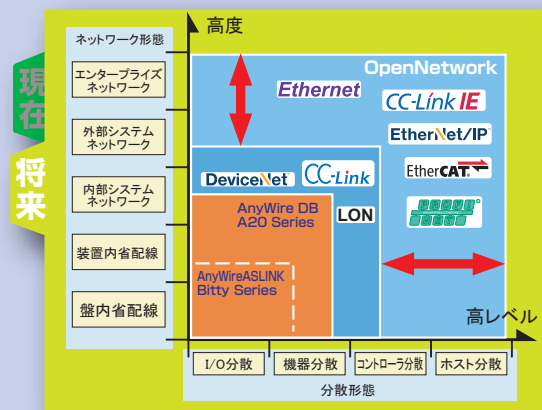 現在
将来
ネットワーク形態
高度
エンタープライズ
ネットワーク
外部システム
ネットワーク
内部システム
ネットワーク
装置内省配線
盤内省配線
OpenNetwork
Ethernet
CC-Link IE
EtherNet/IP
EtherCAT
DeviceNet
CC-Link
LON
AnyWire DB
A20 Series
AnyWireASLINK
Bitty Series
高レベル
I/O分散
機器分散
コントローラ分散
ホスト分散
分散形態